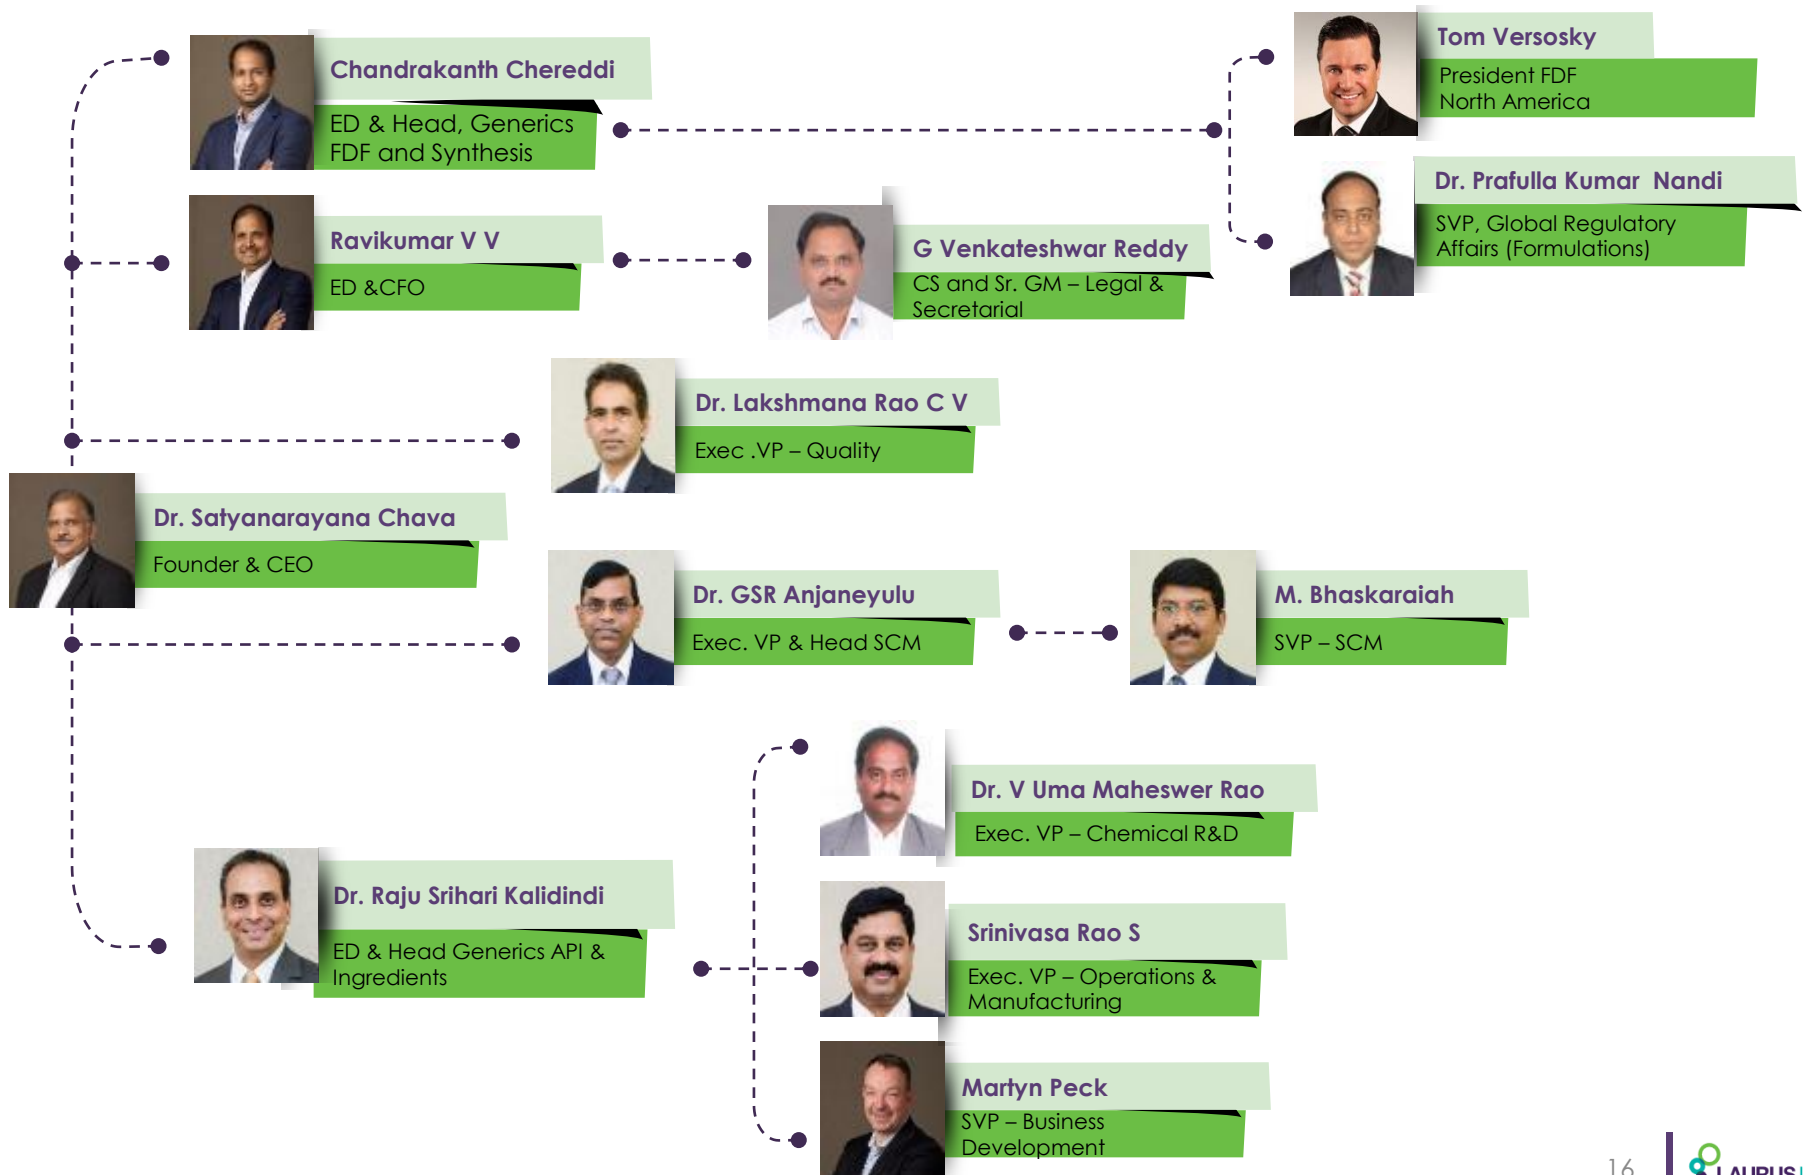 Chandrakanth Chereddi
ED & Head, Generics
FDF and Synthesis
Tom Versosky
President FDF
North America
Dr. Prafulla Kumar Nandi
SVP, Global Regulatory
Affairs (Formulations)
Ravikumar V V
ED &CFO
G Venkateshwar Reddy
CS and Sr. GM – Legal &
Secretarial
Dr. Lakshmana Rao C V
Exec .VP – Quality
Dr. Satyanarayana Chava
Founder & CEO
Dr. GSR Anjaneyulu
Exec. VP & Head SCM
M. Bhaskaraiah
SVP – SCM
Dr. V Uma Maheswer Rao
Exec. VP – Chemical R&D
Dr. Raju Srihari Kalidindi
ED & Head Generics API &
Ingredients
Srinivasa Rao S
Exec. VP – Operations &
Manufacturing
Martyn Peck
SVP – Business
Development
16
LAURUS